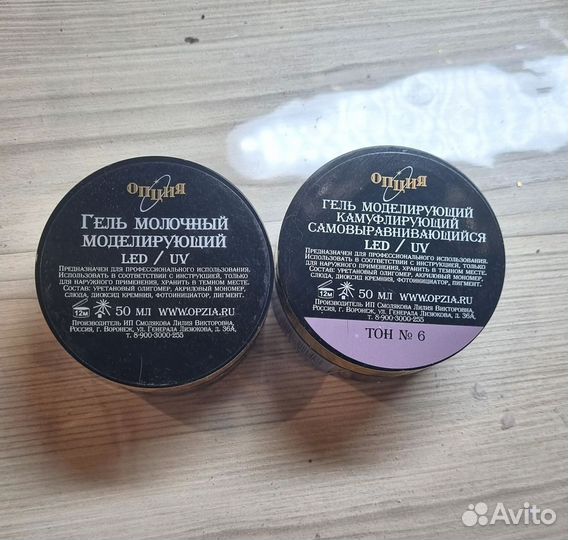 ОПЦИЯ
ГЕЛЬ МОЛОЧНЫЙ
МОДЕЛИРУЮЩИЙ
LED / UV
ПРЕДНАЗНАЧЕН ДЛЯ ПРОФЕССИОНАЛЬНОГО ИСПОЛЬЗОВАНИЯ.
ИСПОЛЬЗОВАТЬ В СООТВЕТСТВИИ С ИНСТРУКЦИЕЙ, ТОЛЬКО
ДЛЯ НАРУЖНОГО ПРИМЕНЕНИЯ, ХРАНИТЬ В ТЕМНОМ МЕСТЕ.
СОСТАВ: УРЕТАНОВЫЙ ОЛИГОМЕР, АКРИЛОВЫЙ МОНОМЕР,
СЛЮДА, ДИОКСИД КРЕМНИЯ, ФОТОИНИЦИАТОР, ПИГМЕНТ.
12М 50 МЛ WWW.OPZIA.RU
ПРОИЗВОДИТЕЛЬ ИП СМОЛЯКОВА ЛИЛИЯ ВИКТОРОВНА,
РОССИЯ, Г. ВОРОНЕЖ, УЛ. ГЕНЕРАЛА ЛИЗЮКОВА, Д. 36А,
Т. 8-900-3000-255
ОПЦИЯ
ГЕЛЬ МОДЕЛИРУЮЩИЙ
КАМУФЛИРУЮЩИЙ
САМОВЫРАВНИВАЮЩИЙСЯ
LED / UV
ПРЕДНАЗНАЧЕН ДЛЯ ПРОФЕССИОНАЛЬНОГО ИСПОЛЬЗОВАНИЯ.
ИСПОЛЬЗОВАТЬ В СООТВЕТСТВИИ С ИНСТРУКЦИЕЙ, ТОЛЬКО
ДЛЯ НАРУЖНОГО ПРИМЕНЕНИЯ, ХРАНИТЬ В ТЕМНОМ МЕСТЕ.
СОСТАВ: УРЕТАНОВЫЙ ОЛИГОМЕР, АКРИЛОВЫЙ МОНОМЕР,
СЛЮДА, ДИОКСИД КРЕМНИЯ, ФОТОИНИЦИАТОР, ПИГМЕНТ.
12М 50 МЛ WWW.OPZIA.RU
ПРОИЗВОДИТЕЛЬ ИП СМОЛЯКОВА ЛИЛИЯ ВИКТОРОВНА,
РОССИЯ, Г. ВОРОНЕЖ, УЛ. ГЕНЕРАЛА ЛИЗЮКОВА, Д. 36А,
Т. 8-900-3000-255
ТОН № 6
Avito